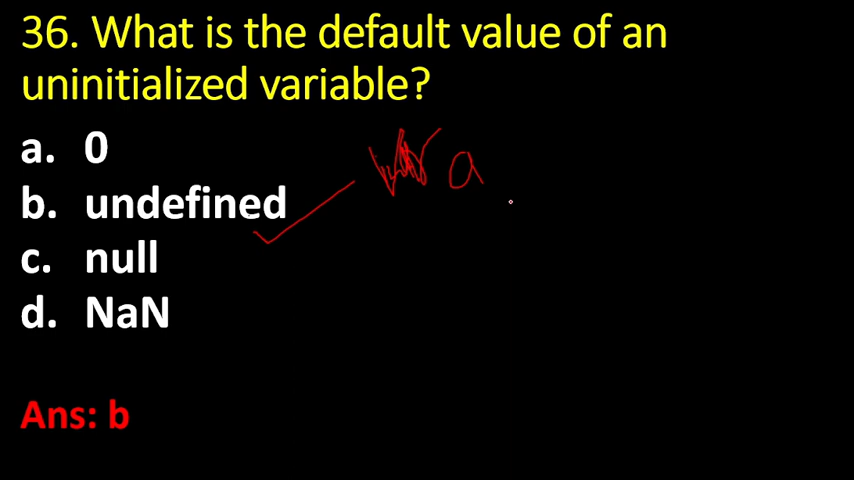 36. What is the default value of an
uninitialized variable?
a. 0
b. undefined
c. null
d. NaN
a
Ans: b